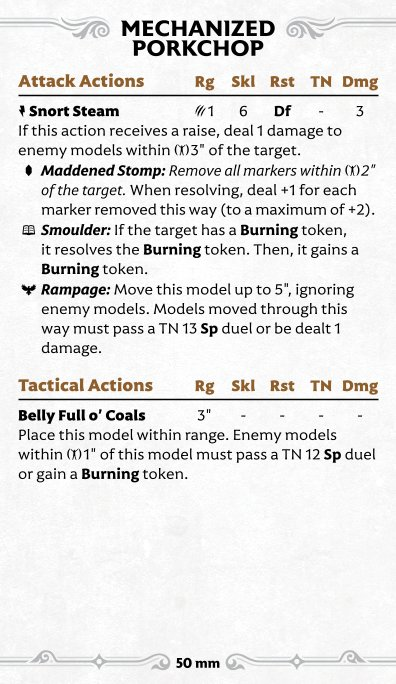 MECHANIZED
PORKCHOP
Attack Actions Rg Skl Rst TN Dmg
Snort Steam 1 6 Df - 3
If this action receives a raise, deal 1 damage to
enemy models within 3" of the target.
Maddened Stomp: Remove all markers within 2"
of the target. When resolving, deal +1 for each
marker removed this way (to a maximum of +2).
Smoulder: If the target has a Burning token,
it resolves the Burning token. Then, it gains a
Burning token.
Rampage: Move this model up to 5", ignoring
enemy models. Models moved through this
way must pass a TN 13 Sp duel or be dealt 1
damage.
Tactical Actions Rg Skl Rst TN Dmg
Belly Full o’ Coals 3" - - - -
Place this model within range. Enemy models
within 1" of this model must pass a TN 12 Sp duel
or gain a Burning token.
50 mm